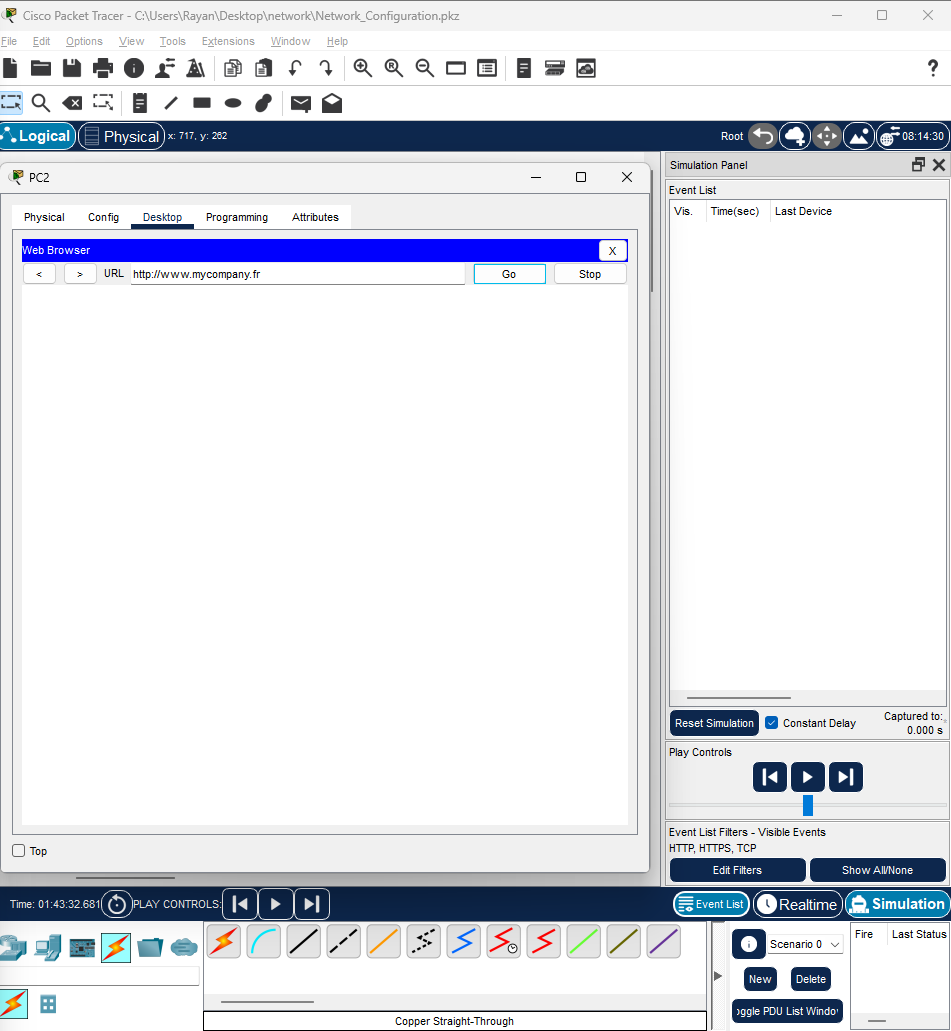 Cisco Packet Tracer - C:\Users\Rayan\Desktop\network\Network_Configuration.pkz
File Edit Options View Tools Extensions Window Help
Logical Physical x: 717, y: 262 Root 08:14:30
PC2
Physical Config Desktop Programming Attributes
Web Browser X
< > URL http://www.mycompany.fr Go Stop
Top
Simulation Panel
Event List
Vis. Time(sec) Last Device
Reset Simulation Constant Delay Captured to:
0.000 s
Play Controls
Event List Filters - Visible Events
HTTP, HTTPS, TCP
Edit Filters Show All/None
Time: 01:43:32.681 PLAY CONTROLS: Event List Realtime Simulation
Scenario 0 Fire Last Status
New Delete
oggle PDU List Window
Copper Straight-Through